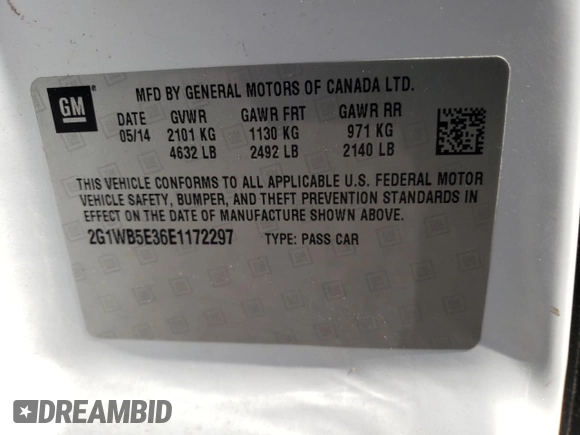 GM
MFD BY GENERAL MOTORS OF CANADA LTD.
DATE GVWR GAWR FRT GAWR RR
05/14 2101 KG 1130 KG 971 KG
4632 LB 2492 LB 2140 LB
THIS VEHICLE CONFORMS TO ALL APPLICABLE U.S. FEDERAL MOTOR
VEHICLE SAFETY, BUMPER, AND THEFT PREVENTION STANDARDS IN
EFFECT ON THE DATE OF MANUFACTURE SHOWN ABOVE.
2G1WB5E36E1172297 TYPE: PASS CAR
DREAMBID